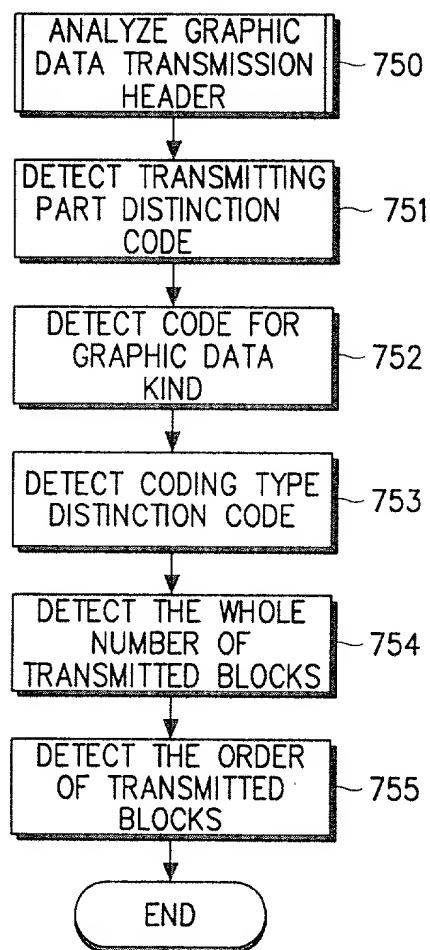 ANALYZE GRAPHIC
DATA TRANSMISSION
HEADER
750
DETECT TRANSMITTING
PART DISTINCTION
CODE
751
DETECT CODE FOR
GRAPHIC DATA
KIND
752
DETECT CODING TYPE
DISTINCTION CODE
753
DETECT THE WHOLE
NUMBER OF
TRANSMITTED BLOCKS
754
DETECT THE ORDER
OF TRANSMITTED
BLOCKS
755
END